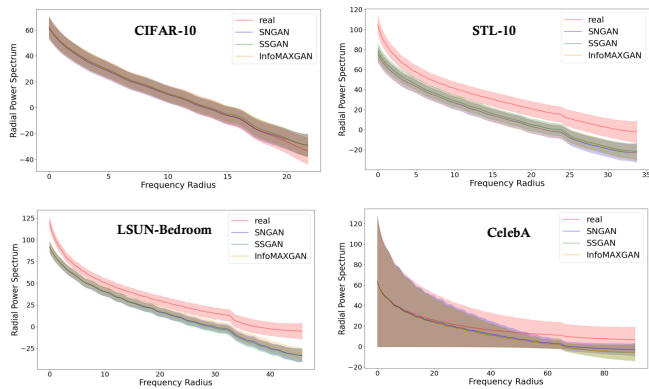 CIFAR-10
real
SNGAN
SSGAN
InfoMAXGAN
Radial Power Spectrum
60
40
20
0
−20
−40
0 5 10 15 20
Frequency Radius
STL-10
real
SNGAN
SSGAN
InfoMAXGAN
Radial Power Spectrum
120
100
80
60
40
20
0
−20
0 5 10 15 20 25 30 35
Frequency Radius
LSUN-Bedroom
real
SNGAN
SSGAN
InfoMAXGAN
Radial Power Spectrum
125
100
75
50
25
0
−25
0 10 20 30 40
Frequency Radius
CelebA
real
SNGAN
SSGAN
InfoMAXGAN
Radial Power Spectrum
120
100
80
60
40
20
0
−20
0 20 40 60 80
Frequency Radius